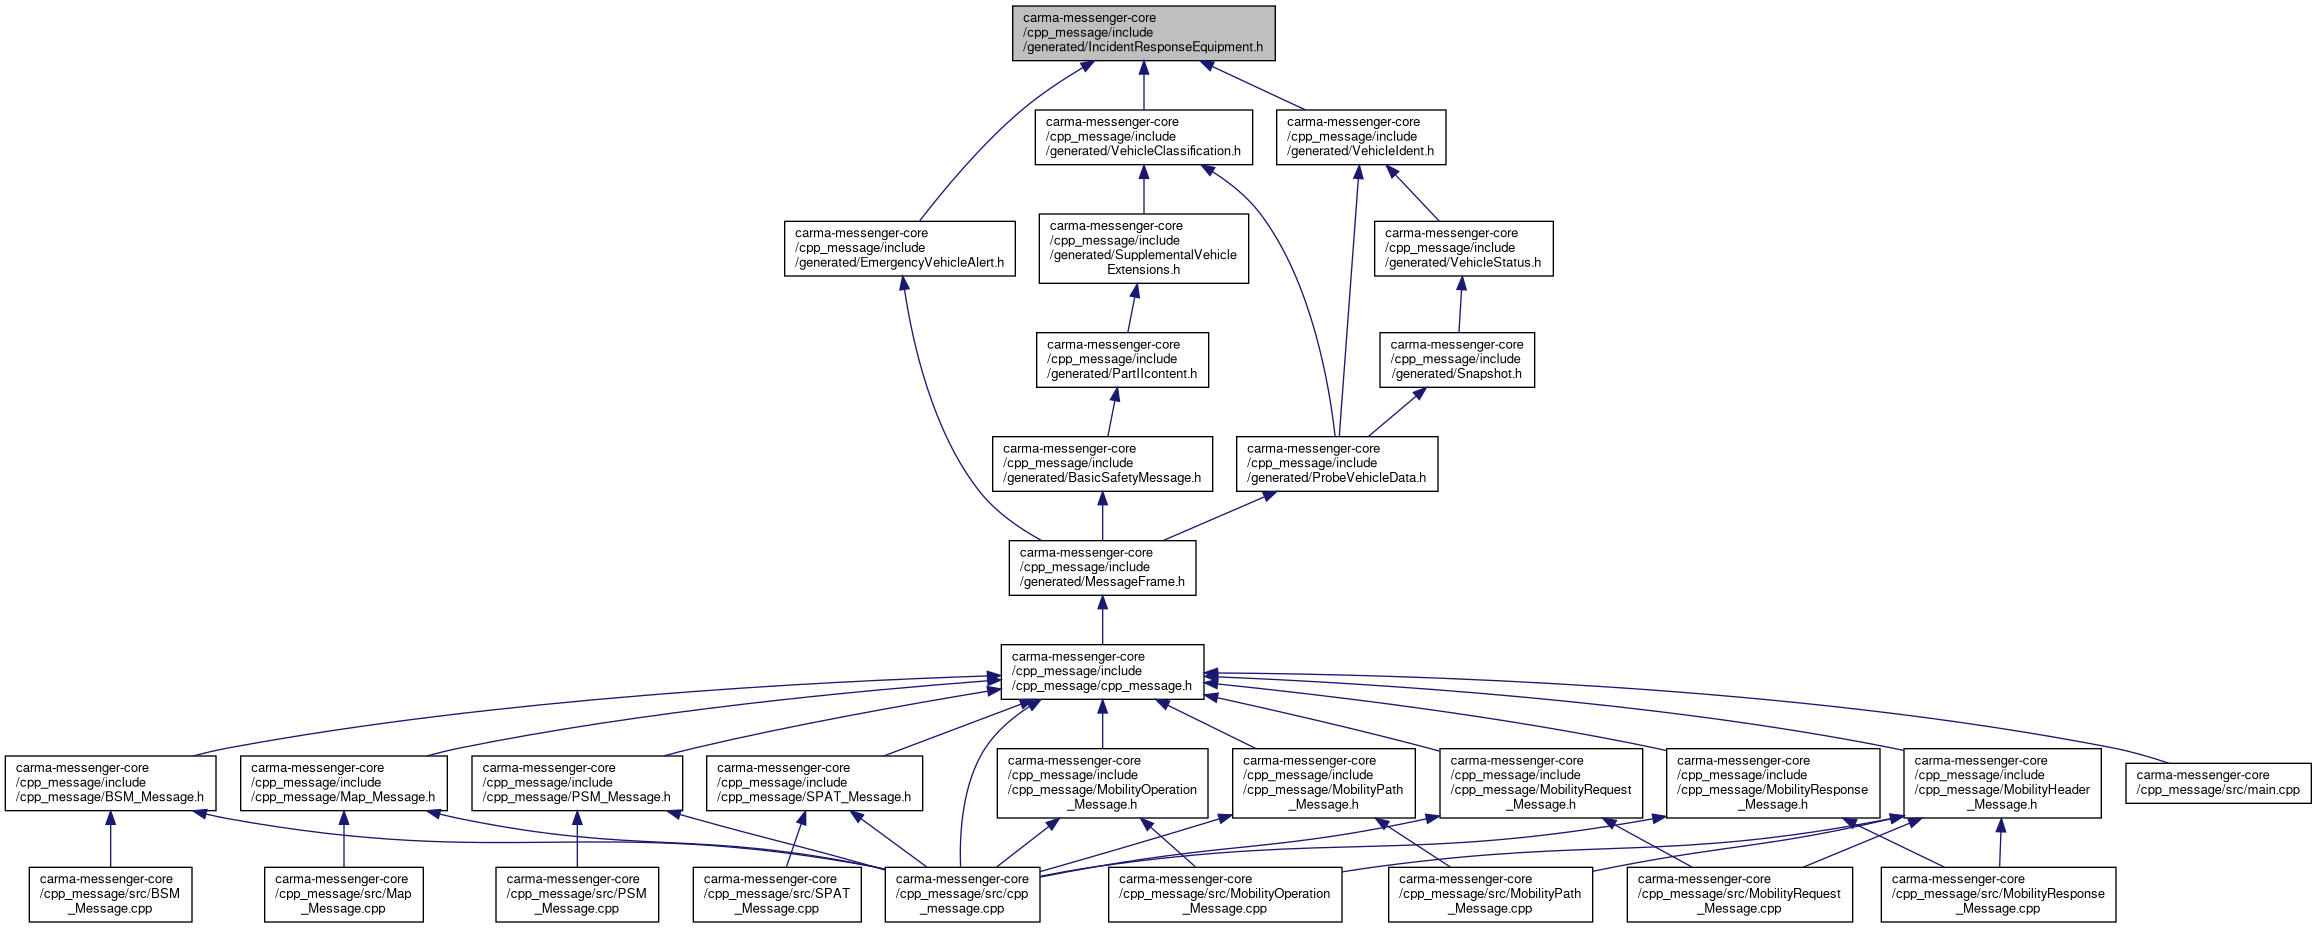 carma-messenger-core
/cpp_message/include
/generated/IncidentResponseEquipment.h
carma-messenger-core
/cpp_message/include
/generated/VehicleClassification.h
carma-messenger-core
/cpp_message/include
/generated/VehicleIdent.h
carma-messenger-core
/cpp_message/include
/generated/EmergencyVehicleAlert.h
carma-messenger-core
/cpp_message/include
/generated/SupplementalVehicle
Extensions.h
carma-messenger-core
/cpp_message/include
/generated/VehicleStatus.h
carma-messenger-core
/cpp_message/include
/generated/PartIIcontent.h
carma-messenger-core
/cpp_message/include
/generated/Snapshot.h
carma-messenger-core
/cpp_message/include
/generated/BasicSafetyMessage.h
carma-messenger-core
/cpp_message/include
/generated/ProbeVehicleData.h
carma-messenger-core
/cpp_message/include
/generated/MessageFrame.h
carma-messenger-core
/cpp_message/include
/cpp_message/cpp_message.h
carma-messenger-core
/cpp_message/include
/cpp_message/BSM_Message.h
carma-messenger-core
/cpp_message/include
/cpp_message/Map_Message.h
carma-messenger-core
/cpp_message/include
/cpp_message/PSM_Message.h
carma-messenger-core
/cpp_message/include
/cpp_message/SPAT_Message.h
carma-messenger-core
/cpp_message/include
/cpp_message/MobilityOperation
_Message.h
carma-messenger-core
/cpp_message/include
/cpp_message/MobilityPath
_Message.h
carma-messenger-core
/cpp_message/include
/cpp_message/MobilityRequest
_Message.h
carma-messenger-core
/cpp_message/include
/cpp_message/MobilityResponse
_Message.h
carma-messenger-core
/cpp_message/include
/cpp_message/MobilityHeader
_Message.h
carma-messenger-core
/cpp_message/src/main.cpp
carma-messenger-core
/cpp_message/src/BSM
_Message.cpp
carma-messenger-core
/cpp_message/src/Map
_Message.cpp
carma-messenger-core
/cpp_message/src/PSM
_Message.cpp
carma-messenger-core
/cpp_message/src/SPAT
_Message.cpp
carma-messenger-core
/cpp_message/src/cpp
_message.cpp
carma-messenger-core
/cpp_message/src/MobilityOperation
_Message.cpp
carma-messenger-core
/cpp_message/src/MobilityPath
_Message.cpp
carma-messenger-core
/cpp_message/src/MobilityRequest
_Message.cpp
carma-messenger-core
/cpp_message/src/MobilityResponse
_Message.cpp